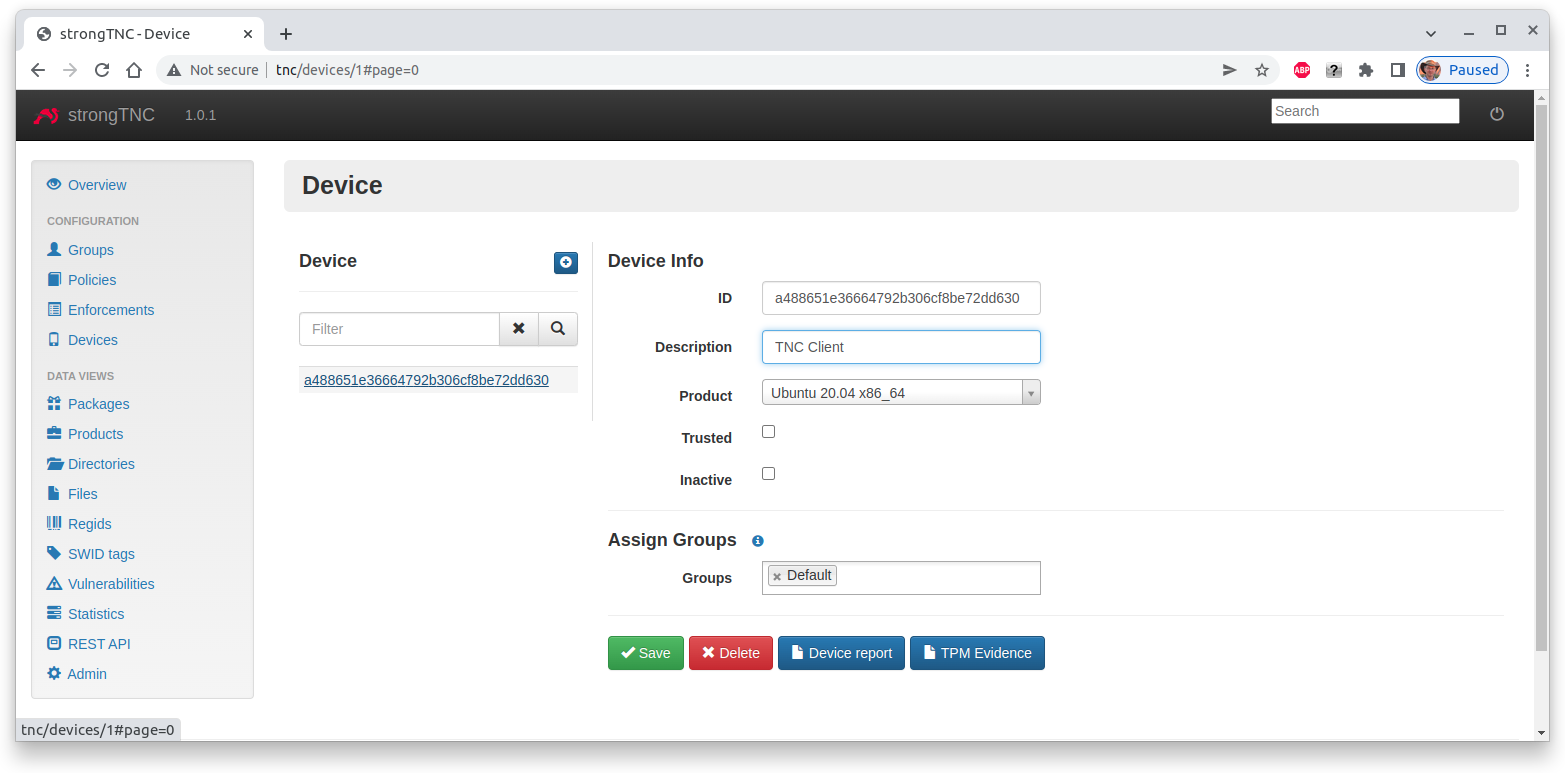 strongTNC - Device
Not secure tnc/devices/1#page=0
ABP
?
Paused
strongTNC 1.0.1
Search
Overview
CONFIGURATION
Groups
Policies
Enforcements
Devices
DATA VIEWS
Packages
Products
Directories
Files
Regids
SWID tags
Vulnerabilities
Statistics
REST API
Admin
Device
Device
Filter
a488651e36664792b306cf8be72dd630
Device Info
ID a488651e36664792b306cf8be72dd630
Description TNC Client
Product Ubuntu 20.04 x86_64
Trusted
Inactive
Assign Groups
Groups Default
Save Delete Device report TPM Evidence
tnc/devices/1#page=0